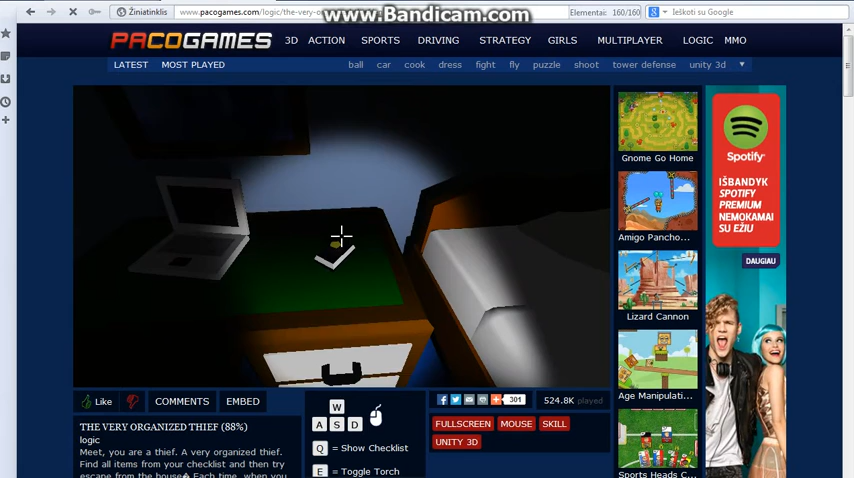 Žiniatinklis
www.pacogames.com/logic/the-very-o
www.Bandicam.com
Elementai: 160/160
Ieškoti su Google
PACOGAMES
3D ACTION SPORTS DRIVING STRATEGY GIRLS MULTIPLAYER LOGIC MMO
LATEST MOST PLAYED
ball car cook dress fight fly puzzle shoot tower defense unity 3d
Gnome Go Home
Amigo Pancho...
Lizard Cannon
Age Manipulati...
Sports Heads C...
Spotify
IŠBANDYK
SPOTIFY
PREMIUM
NEMOKAMAI
SU EŽIU
DAUGIAU
Like COMMENTS EMBED
THE VERY ORGANIZED THIEF (88%)
logic
Meet, you are a thief. A very organized thief.
Find all items from your checklist and then try
escape from the house� Each time, when you
W
A S D
Q = Show Checklist
E = Toggle Torch
301
524.8K played
FULLSCREEN MOUSE SKILL
UNITY 3D